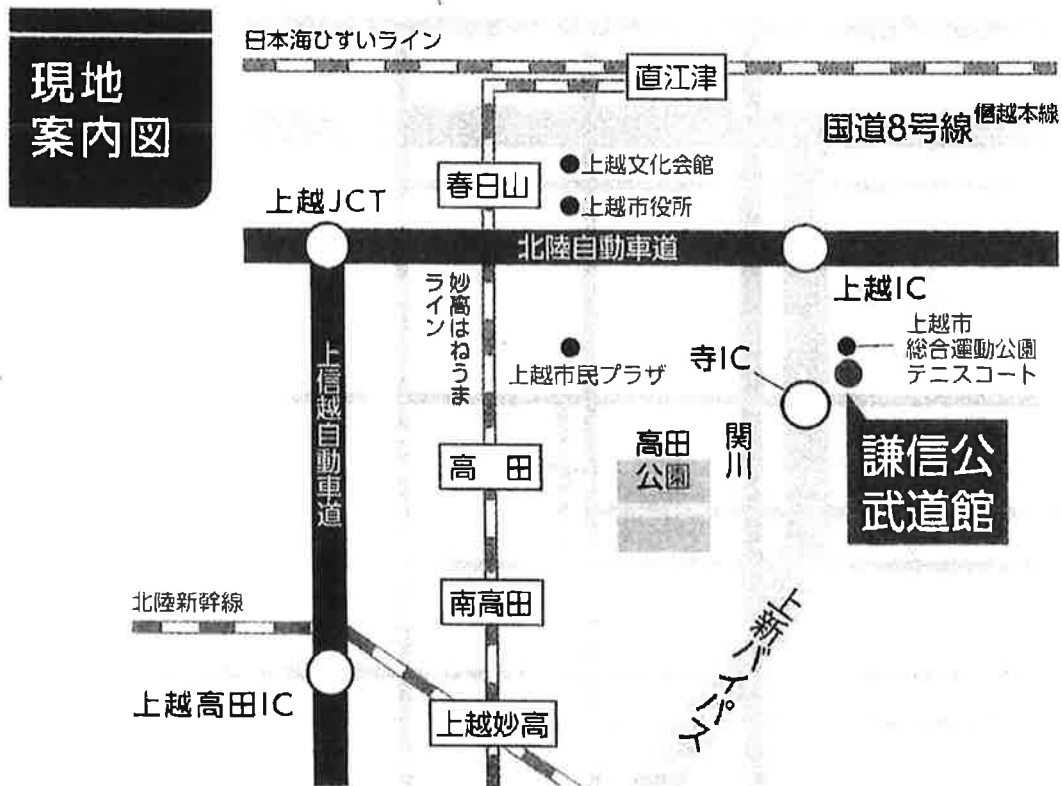 現地
案内図
日本海ひすいライン
直江津
国道8号線
信越本線
春日山
上越文化会館
上越市役所
上越JCT
北陸自動車道
上越IC
妙高はねうま
ライン
上越市民プラザ
寺IC
上越市
総合運動公園
テニスコート
上信越自動車道
高田
高田
公園
関川
謙信公
武道館
北陸新幹線
南高田
上新バイパス
上越高田IC
上越妙高